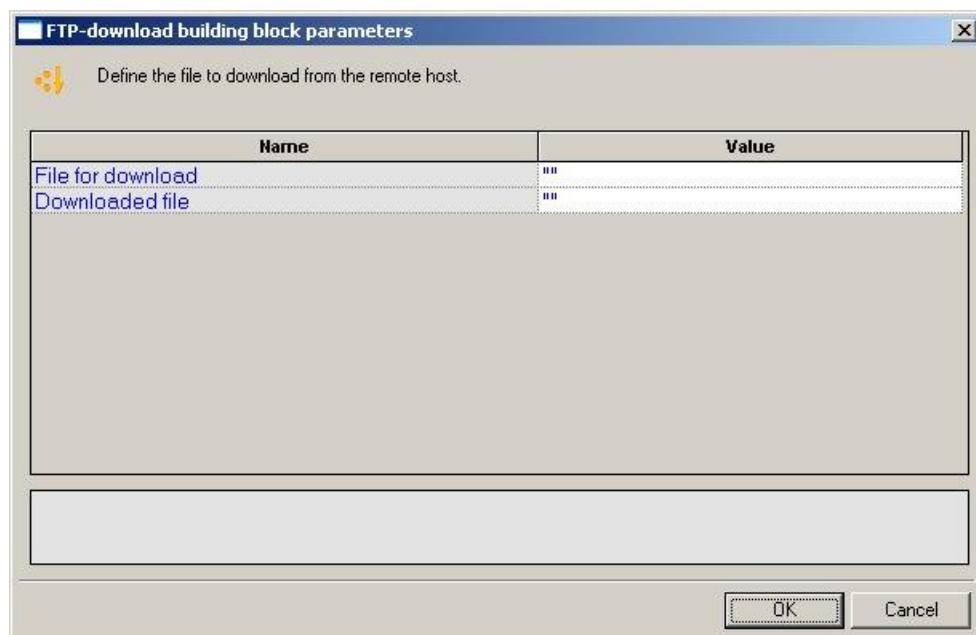 FTP-download building block parameters
Define the file to download from the remote host.
Name Value
File for download ""
Downloaded file ""
OK Cancel